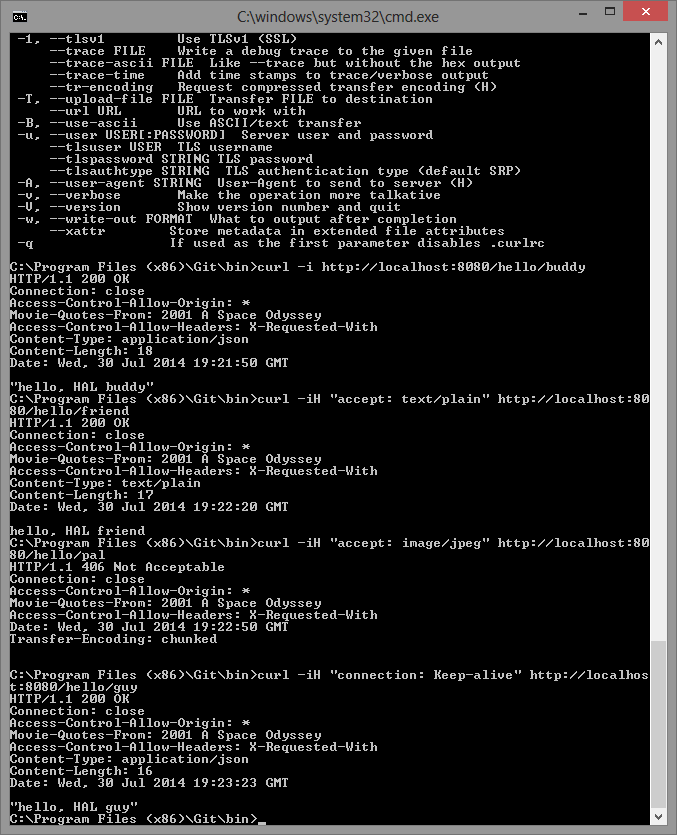 C:\windows\system32\cmd.exe
-1, --tlsv1         Use TLSv1 (SSL)
    --trace FILE    Write a debug trace to the given file
    --trace-ascii FILE  Like --trace but without the hex output
    --trace-time    Add time stamps to trace/verbose output
    --tr-encoding   Request compressed transfer encoding (H)
-T, --upload-file FILE  Transfer FILE to destination
    --url URL       URL to work with
-B, --use-ascii     Use ASCII/text transfer
-u, --user USER[:PASSWORD]  Server user and password
    --tlsuser USER  TLS username
    --tlspassword STRING TLS password
    --tlsauthtype STRING  TLS authentication type (default SRP)
-A, --user-agent STRING  User-Agent to send to server (H)
-v, --verbose       Make the operation more talkative
-V, --version       Show version number and quit
-w, --write-out FORMAT  What to output after completion
    --xattr        Store metadata in extended file attributes
-q                 If used as the first parameter disables .curlrc
C:\Program Files (x86)\Git\bin>curl -i http://localhost:8080/hello/buddy
HTTP/1.1 200 OK
Connection: close
Access-Control-Allow-Origin: *
Movie-Quotes-From: 2001 A Space Odyssey
Access-Control-Allow-Headers: X-Requested-With
Content-Type: application/json
Content-Length: 18
Date: Wed, 30 Jul 2014 19:21:50 GMT
"hello, HAL buddy"
C:\Program Files (x86)\Git\bin>curl -iH "accept: text/plain" http://localhost:80
80/hello/friend
HTTP/1.1 200 OK
Connection: close
Access-Control-Allow-Origin: *
Movie-Quotes-From: 2001 A Space Odyssey
Access-Control-Allow-Headers: X-Requested-With
Content-Type: text/plain
Content-Length: 17
Date: Wed, 30 Jul 2014 19:22:20 GMT
hello, HAL friend
C:\Program Files (x86)\Git\bin>curl -iH "accept: image/jpeg" http://localhost:80
80/hello/pal
HTTP/1.1 406 Not Acceptable
Connection: close
Access-Control-Allow-Origin: *
Movie-Quotes-From: 2001 A Space Odyssey
Access-Control-Allow-Headers: X-Requested-With
Date: Wed, 30 Jul 2014 19:22:50 GMT
Transfer-Encoding: chunked
C:\Program Files (x86)\Git\bin>curl -iH "connection: Keep-alive" http://localhos
t:8080/hello/guy
HTTP/1.1 200 OK
Connection: close
Access-Control-Allow-Origin: *
Movie-Quotes-From: 2001 A Space Odyssey
Access-Control-Allow-Headers: X-Requested-With
Content-Type: application/json
Content-Length: 16
Date: Wed, 30 Jul 2014 19:23:23 GMT
"hello, HAL guy"
C:\Program Files (x86)\Git\bin>_